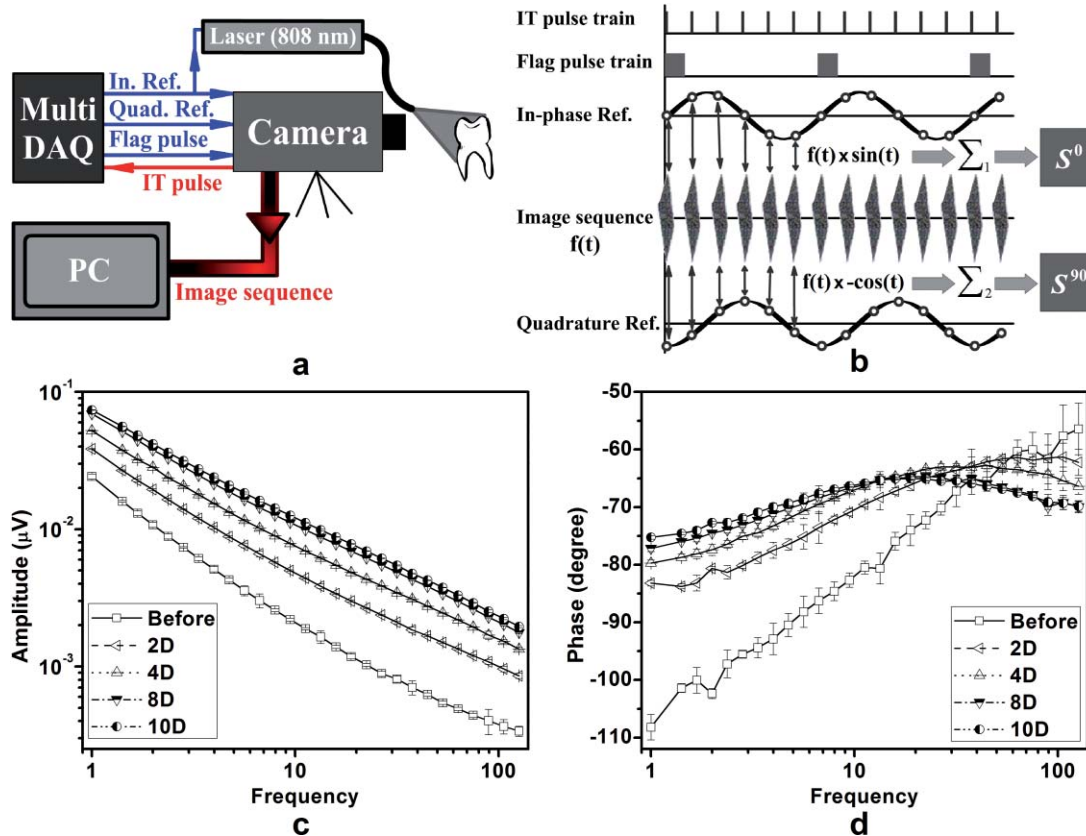 Laser (808 nm)
In. Ref.
Quad. Ref.
Flag pulse
IT pulse
Multi
DAQ
Camera
PC
Image sequence
a
IT pulse train
Flag pulse train
In-phase Ref.
f(t) x sin(t)
∑1
S0
Image sequence
f(t)
f(t) x -cos(t)
∑2
S90
Quadrature Ref.
b
10-1
10-2
10-3
Amplitude (μV)
Before
2D
4D
8D
10D
1
10
100
Frequency
c
-50
-60
-70
-80
-90
-100
-110
Phase (degree)
Before
2D
4D
8D
10D
1
10
100
Frequency
d